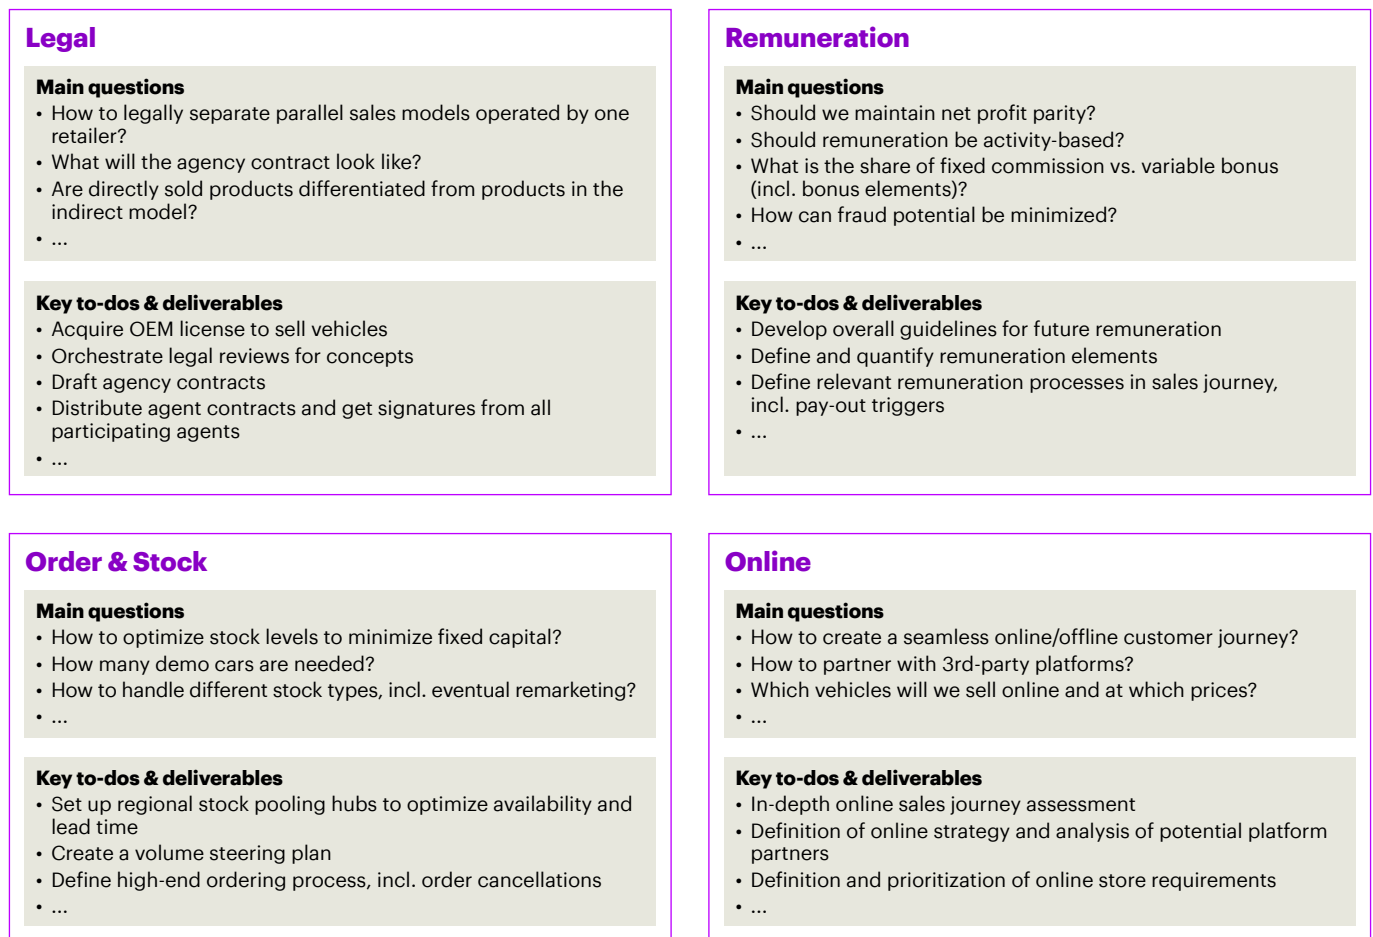 Legal
Main questions
• How to legally separate parallel sales models operated by one
retailer?
• What will the agency contract look like?
• Are directly sold products differentiated from products in the
indirect model?
• ...
Key to-dos & deliverables
• Acquire OEM license to sell vehicles
• Orchestrate legal reviews for concepts
• Draft agency contracts
• Distribute agent contracts and get signatures from all
participating agents
• ...
Remuneration
Main questions
• Should we maintain net profit parity?
• Should remuneration be activity-based?
• What is the share of fixed commission vs. variable bonus
(incl. bonus elements)?
• How can fraud potential be minimized?
• ...
Key to-dos & deliverables
• Develop overall guidelines for future remuneration
• Define and quantify remuneration elements
• Define relevant remuneration processes in sales journey,
incl. pay-out triggers
• ...
Order & Stock
Main questions
• How to optimize stock levels to minimize fixed capital?
• How many demo cars are needed?
• How to handle different stock types, incl. eventual remarketing?
• ...
Key to-dos & deliverables
• Set up regional stock pooling hubs to optimize availability and
lead time
• Create a volume steering plan
• Define high-end ordering process, incl. order cancellations
• ...
Online
Main questions
• How to create a seamless online/offline customer journey?
• How to partner with 3rd-party platforms?
• Which vehicles will we sell online and at which prices?
• ...
Key to-dos & deliverables
• In-depth online sales journey assessment
• Definition of online strategy and analysis of potential platform
partners
• Definition and prioritization of online store requirements
• ...